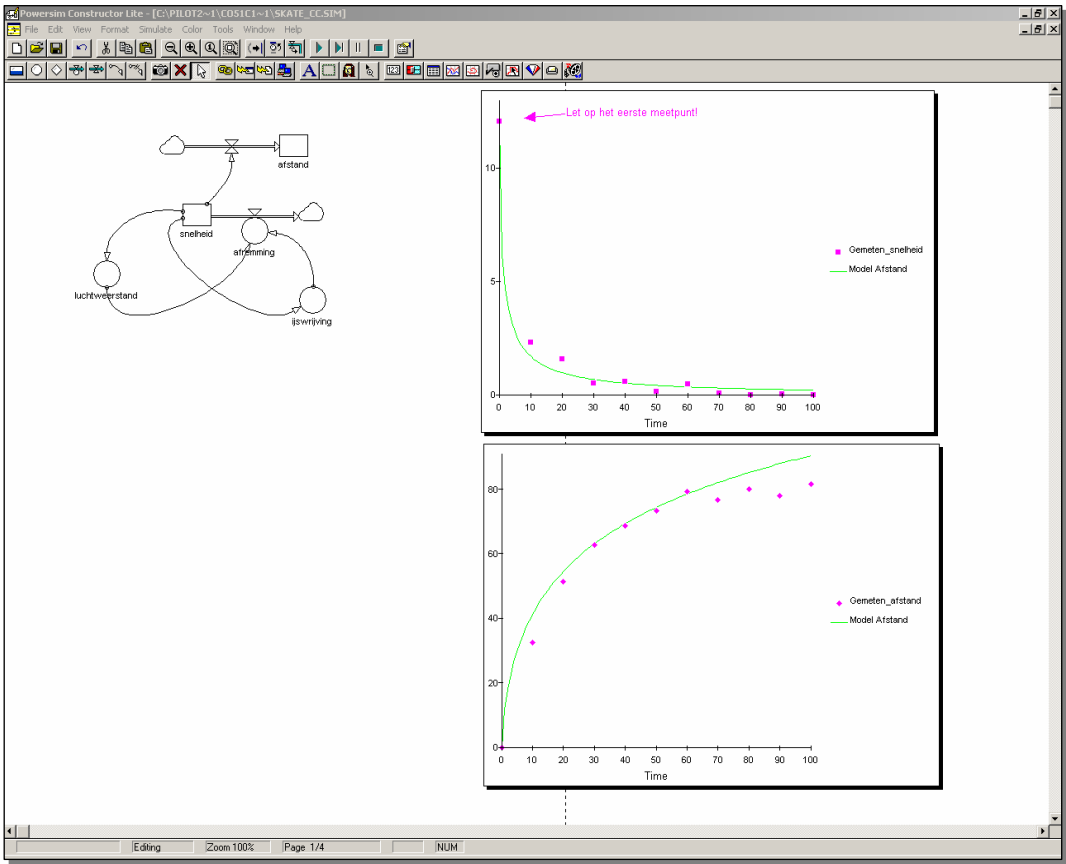 Powersim Constructor Lite - [C:\PILOT2~1\CO51C1~1\SKATE_CC.SIM]
File Edit View Format Simulate Color Tools Window Help
afstand
snelheid
afremming
luchtweerstand
ijswrijving
Let op het eerste meetpunt!
10
5
0
0 10 20 30 40 50 60 70 80 90 100
Time
Gemeten_snelheid
Model Afstand
80
60
40
20
0
0 10 20 30 40 50 60 70 80 90 100
Time
Gemeten_afstand
Model Afstand
Editing Zoom 100% Page 1/4 NUM